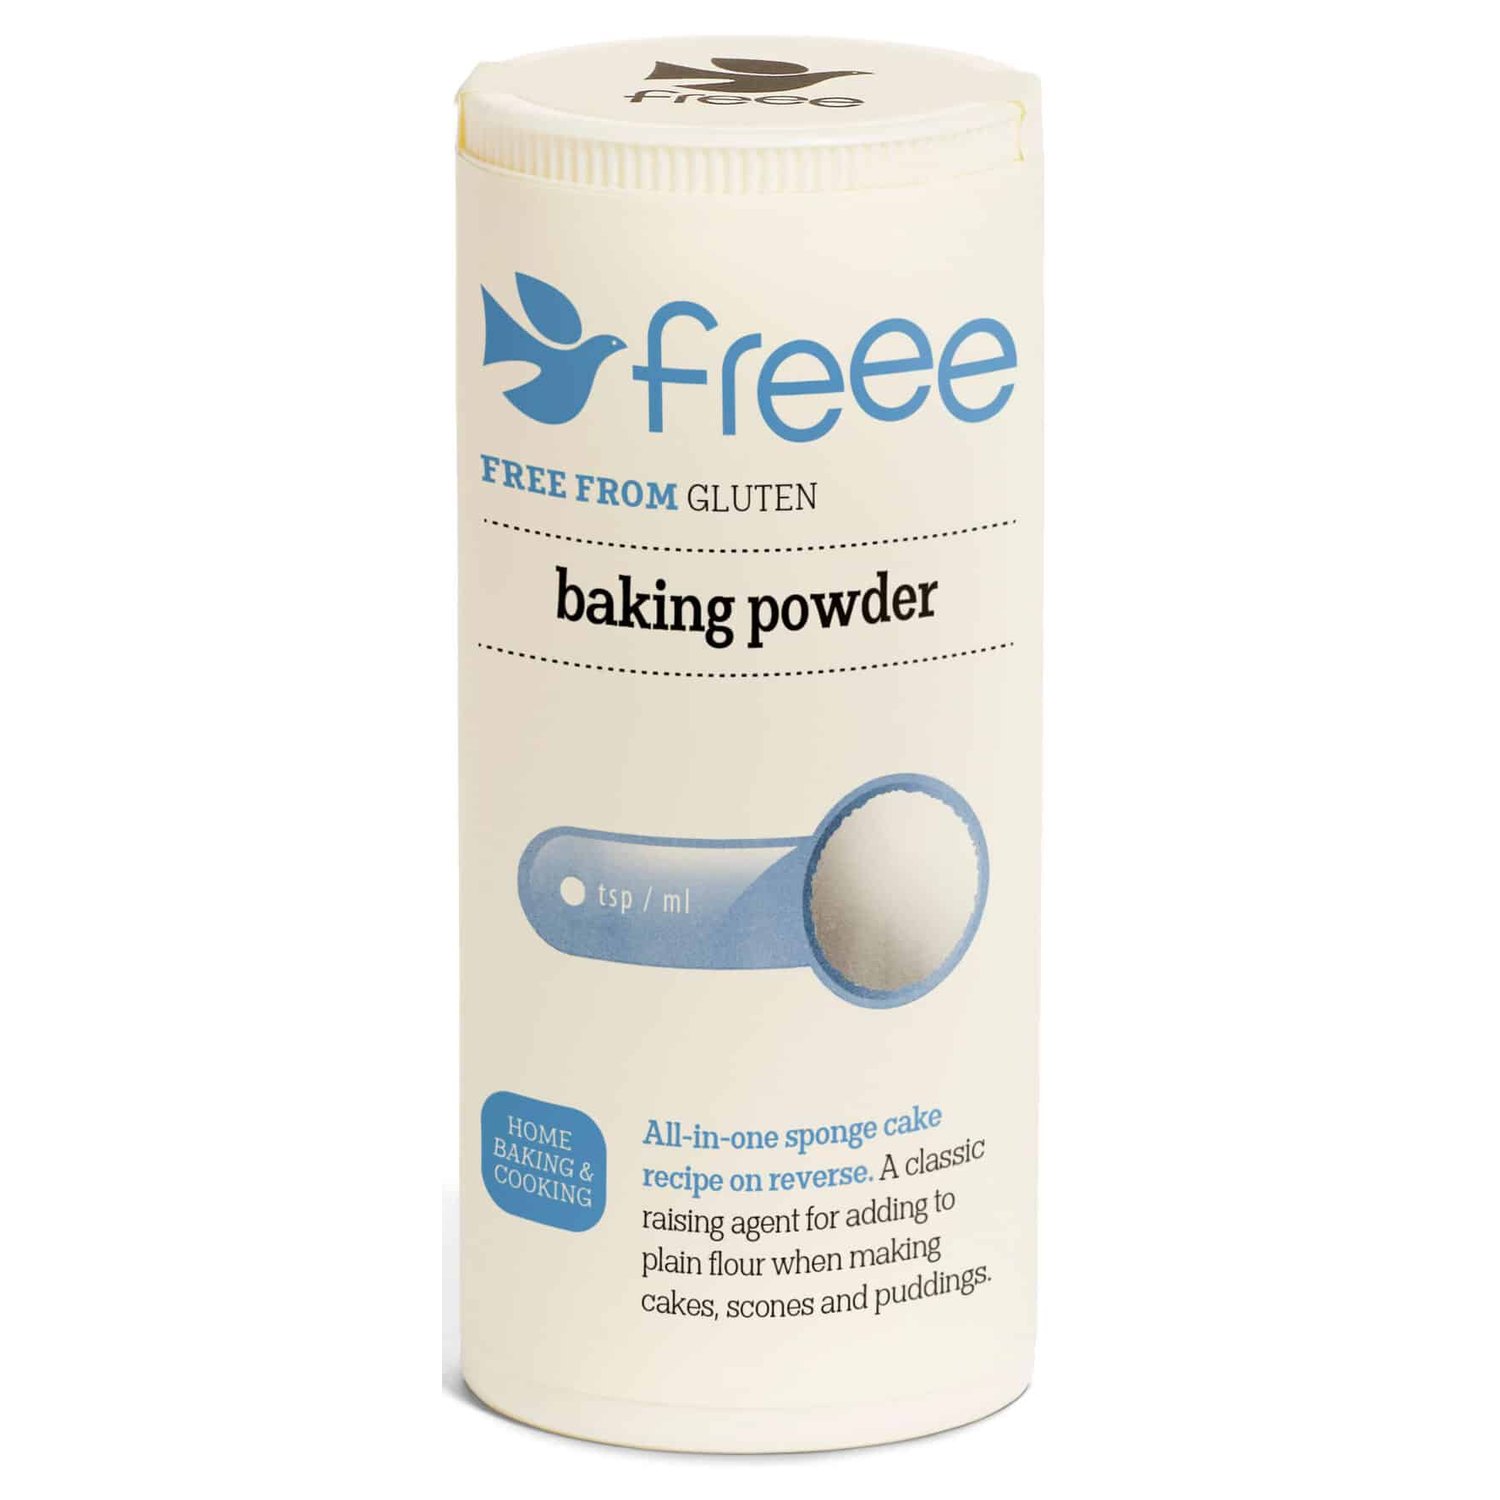 freee
freee
FREE FROM GLUTEN
baking powder
tsp / ml
HOME
BAKING &
COOKING
All-in-one sponge cake
recipe on reverse. A classic
raising agent for adding to
plain flour when making
cakes, scones and puddings.